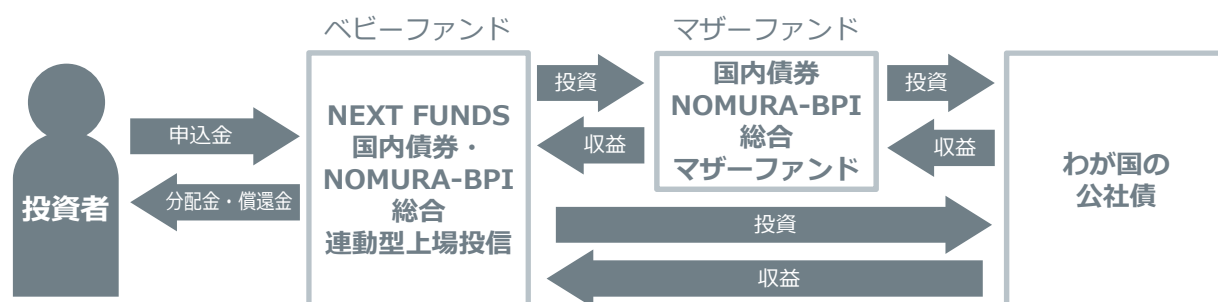 ベビーファンド
マザーファンド
投資者
申込金
分配金・償還金
NEXT FUNDS
国内債券・
NOMURA-BPI
総合
連動型上場投信
投資
収益
国内債券
NOMURA-BPI
総合
マザーファンド
投資
収益
投資
収益
わが国の
公社債